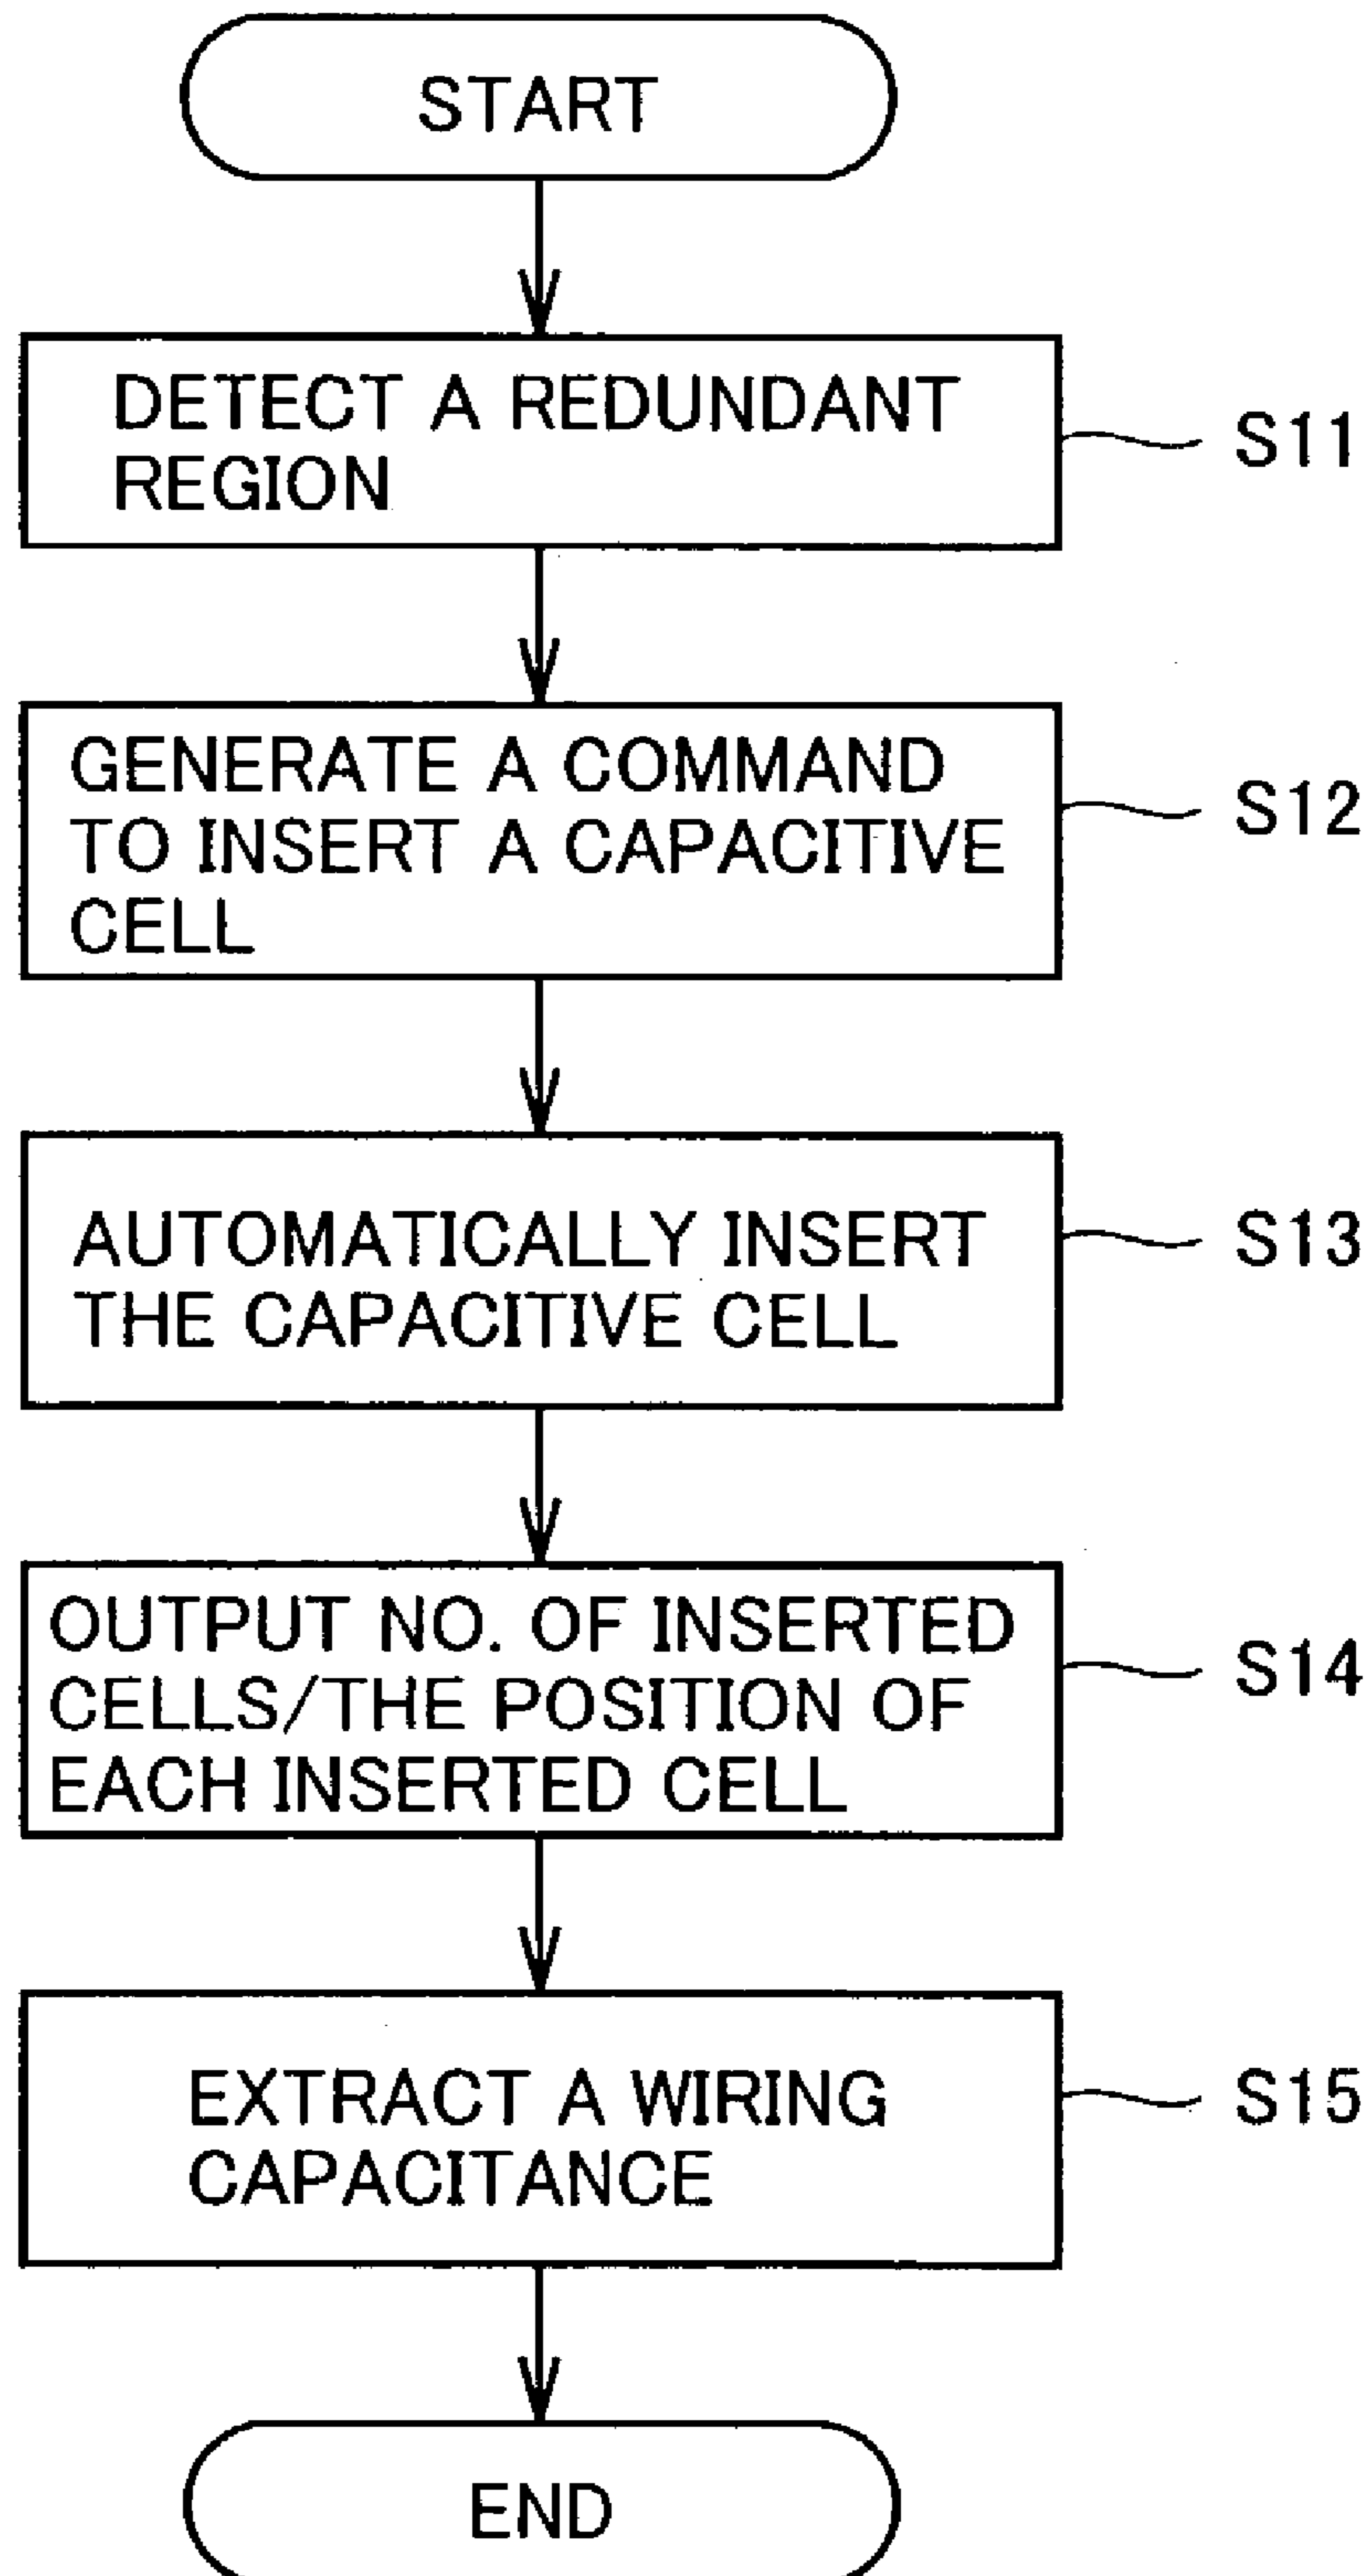 START
DETECT A REDUNDANT
REGION
S11
GENERATE A COMMAND
TO INSERT A CAPACITIVE
CELL
S12
AUTOMATICALLY INSERT
THE CAPACITIVE CELL
S13
OUTPUT NO. OF INSERTED
CELLS/THE POSITION OF
EACH INSERTED CELL
S14
EXTRACT A WIRING
CAPACITANCE
S15
END